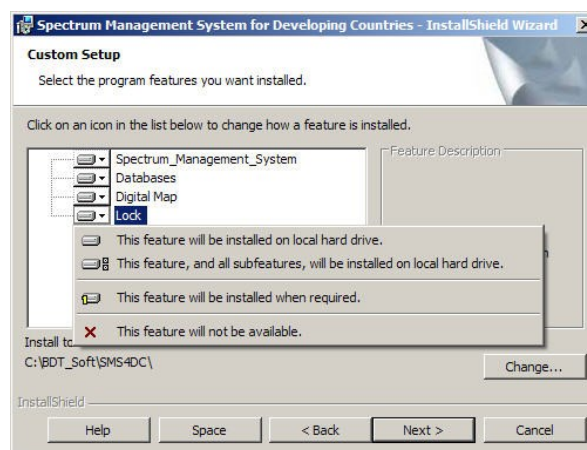 Spectrum Management System for Developing Countries - InstallShield Wizard
Custom Setup
Select the program features you want installed.
Click on an icon in the list below to change how a feature is installed.
Feature Description
Spectrum_Management_System
Databases
Digital Map
Lock
This feature will be installed on local hard drive.
This feature, and all subfeatures, will be installed on local hard drive.
This feature will be installed when required.
This feature will not be available.
Install to
C:\BDT_Soft\SMS4DC\
Change...
InstallShield
Help Space < Back Next > Cancel